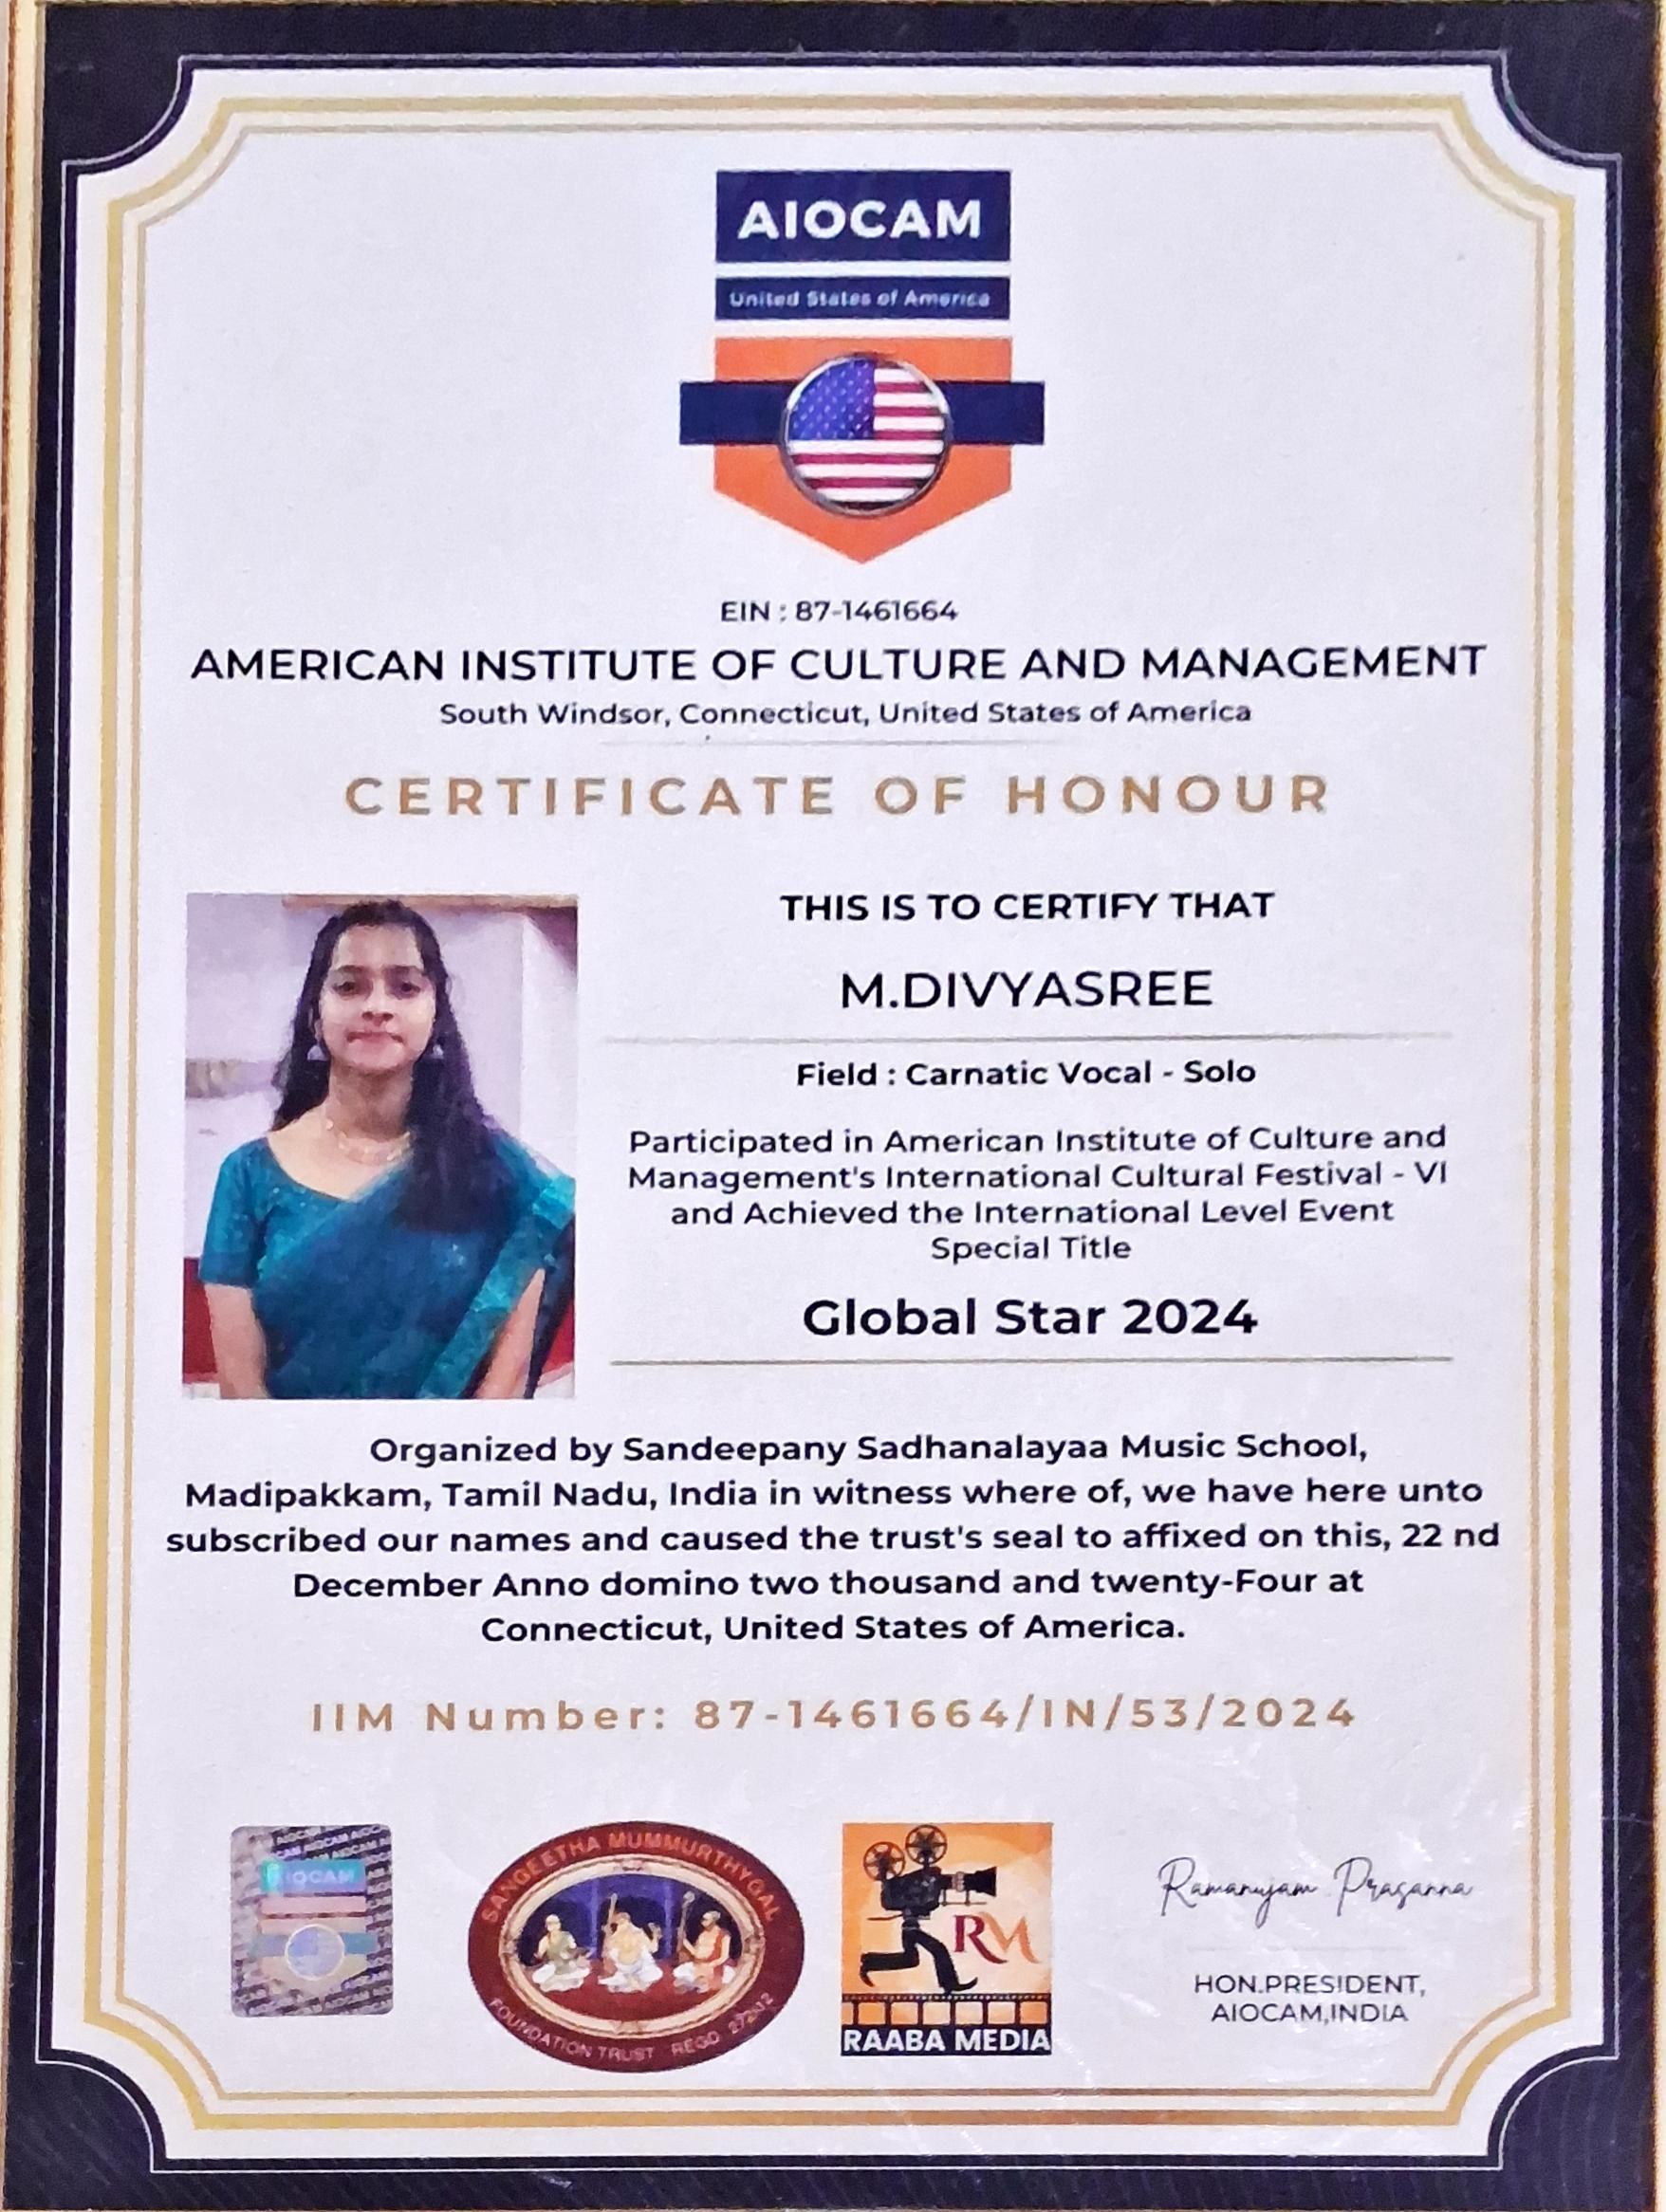 AIOCAM
United States of America
EIN : 87-1461664
AMERICAN INSTITUTE OF CULTURE AND MANAGEMENT
South Windsor, Connecticut, United States of America
CERTIFICATE OF HONOUR
THIS IS TO CERTIFY THAT
M.DIVYASREE
Field : Carnatic Vocal - Solo
Participated in American Institute of Culture and
Management's International Cultural Festival - VI
and Achieved the International Level Event
Special Title
Global Star 2024
Organized by Sandeepany Sadhanalayaa Music School,
Madipakkam, Tamil Nadu, India in witness where of, we have here unto
subscribed our names and caused the trust's seal to affixed on this, 22 nd
December Anno domino two thousand and twenty-Four at
Connecticut, United States of America.
IIM Number: 87-1461664/IN/53/2024
AIOCAM
SANGEETHA MUMMURTHYGAL
FOUNDATION TRUST REGD
RM
RAABA MEDIA
Ramanujam Prasanna
HON.PRESIDENT,
AIOCAM,INDIA